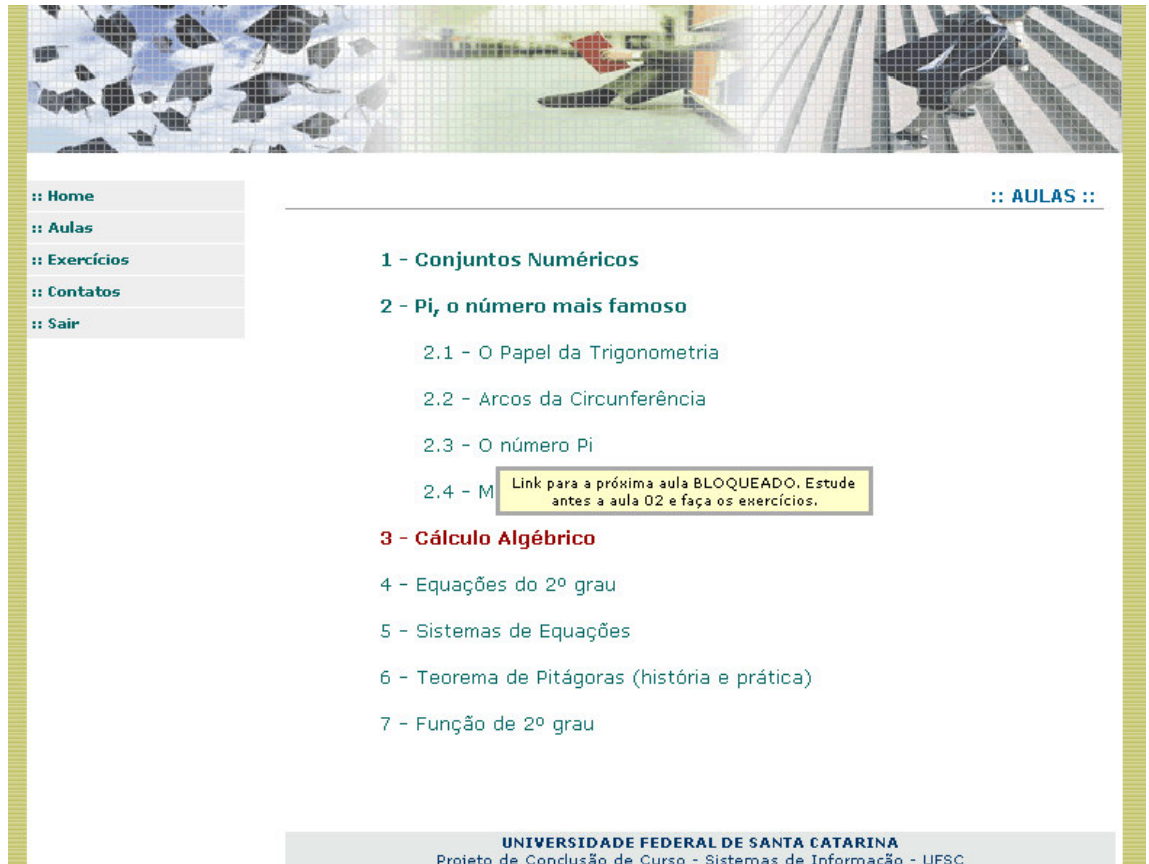 :: Home
:: Aulas
:: Exercícios
:: Contatos
:: Sair
:: AULAS ::
1 - Conjuntos Numéricos
2 - Pi, o número mais famoso
2.1 - O Papel da Trigonometria
2.2 - Arcos da Circunferência
2.3 - O número Pi
2.4 - M
Link para a próxima aula BLOQUEADO. Estude
antes a aula 02 e faça os exercícios.
3 - Cálculo Algébrico
4 - Equações do 2º grau
5 - Sistemas de Equações
6 - Teorema de Pitágoras (história e prática)
7 - Função de 2º grau
UNIVERSIDADE FEDERAL DE SANTA CATARINA
Projeto de Conclusão de Curso - Sistemas de Informação - UFSC